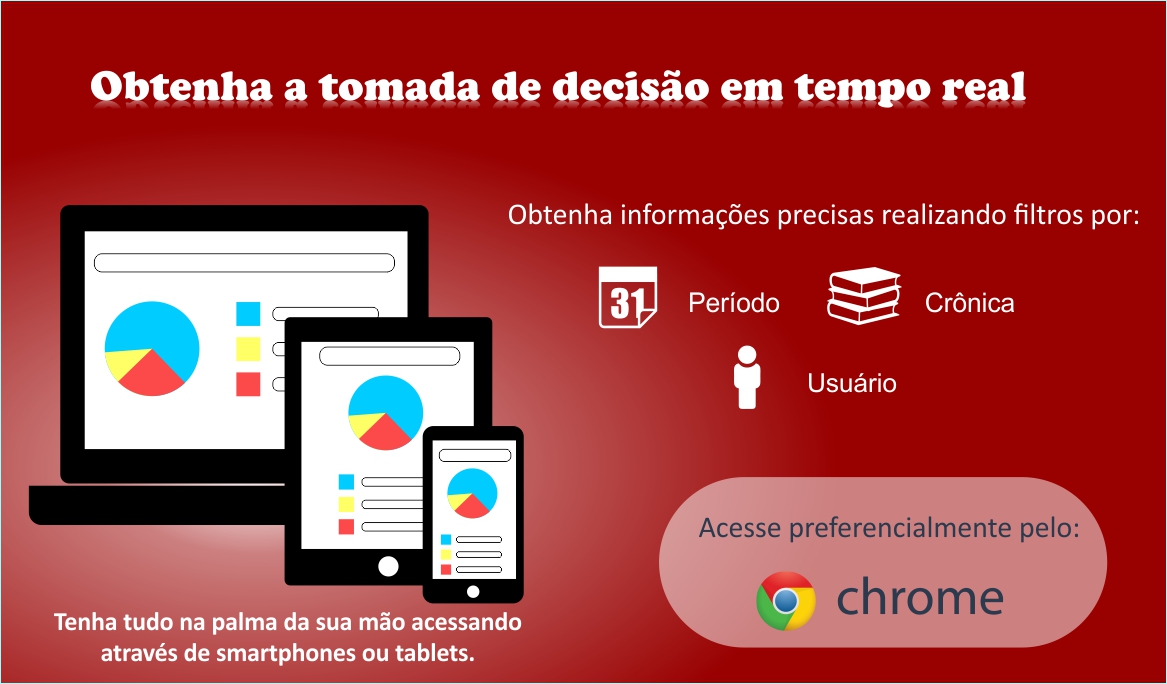 Obtenha a tomada de decisão em tempo real
Obtenha informações precisas realizando filtros por:
31
Período
Crônica
Usuário
Acesse preferencialmente pelo:
chrome
Tenha tudo na palma da sua mão acessando
através de smartphones ou tablets.